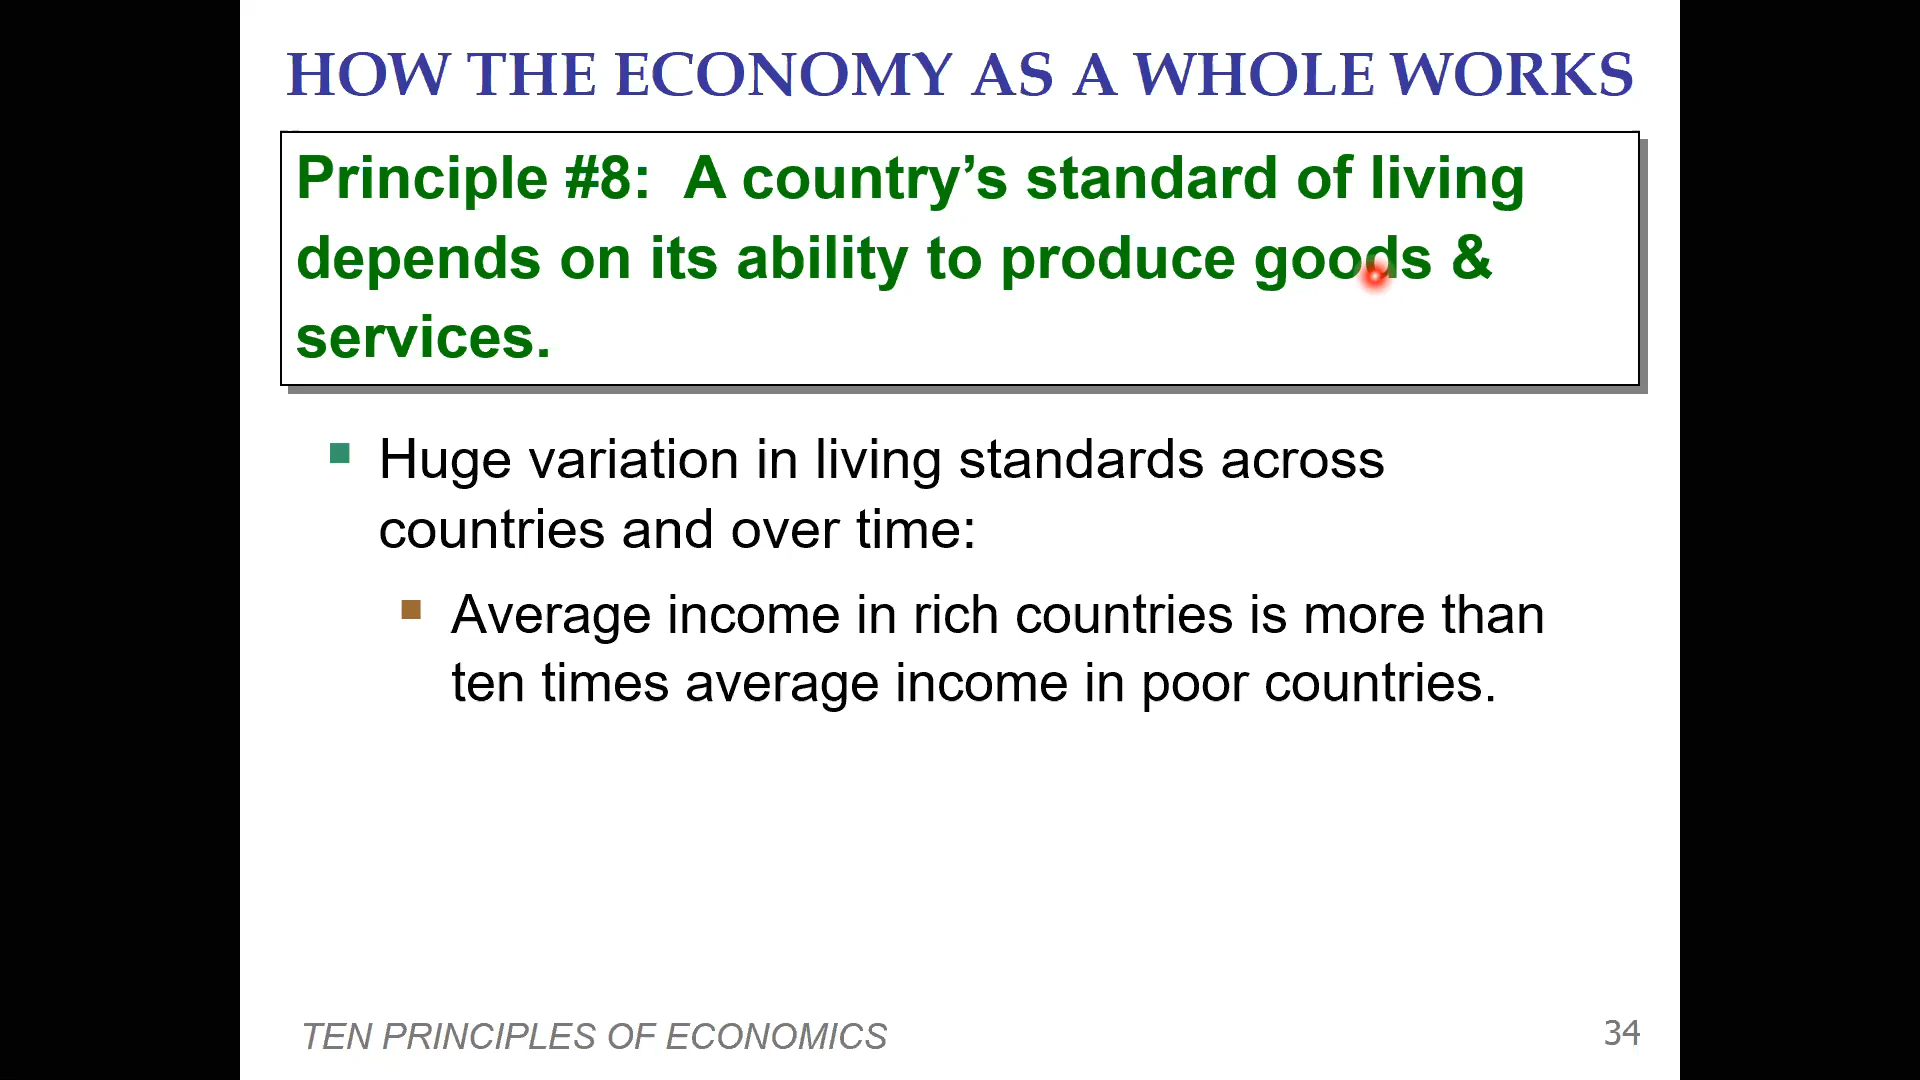 HOW THE ECONOMY AS A WHOLE WORKS
Principle #8:  A country’s standard of living
depends on its ability to produce goods &
services.
Huge variation in living standards across
countries and over time:
Average income in rich countries is more than
ten times average income in poor countries.
TEN PRINCIPLES OF ECONOMICS
34